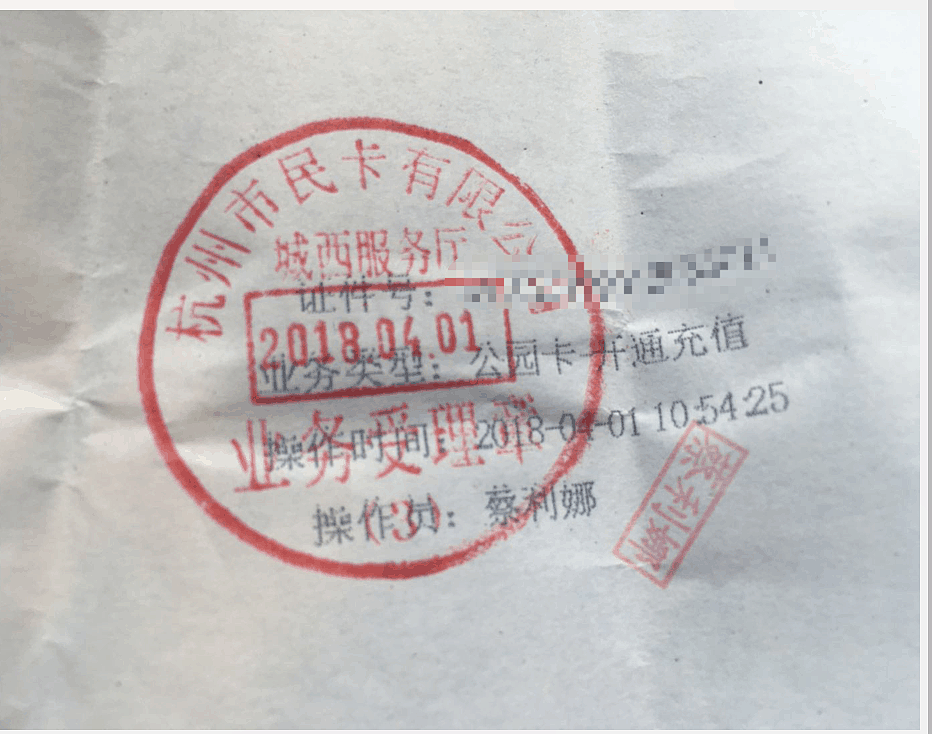 杭州市民卡有限公
城西服务厅
证件号：
2018.04.01
业务类型：公园卡 开通充值
业务受理章
操作时间：2018-04-01 10:54:25
(3)
操作员：蔡利娜
蔡利娜